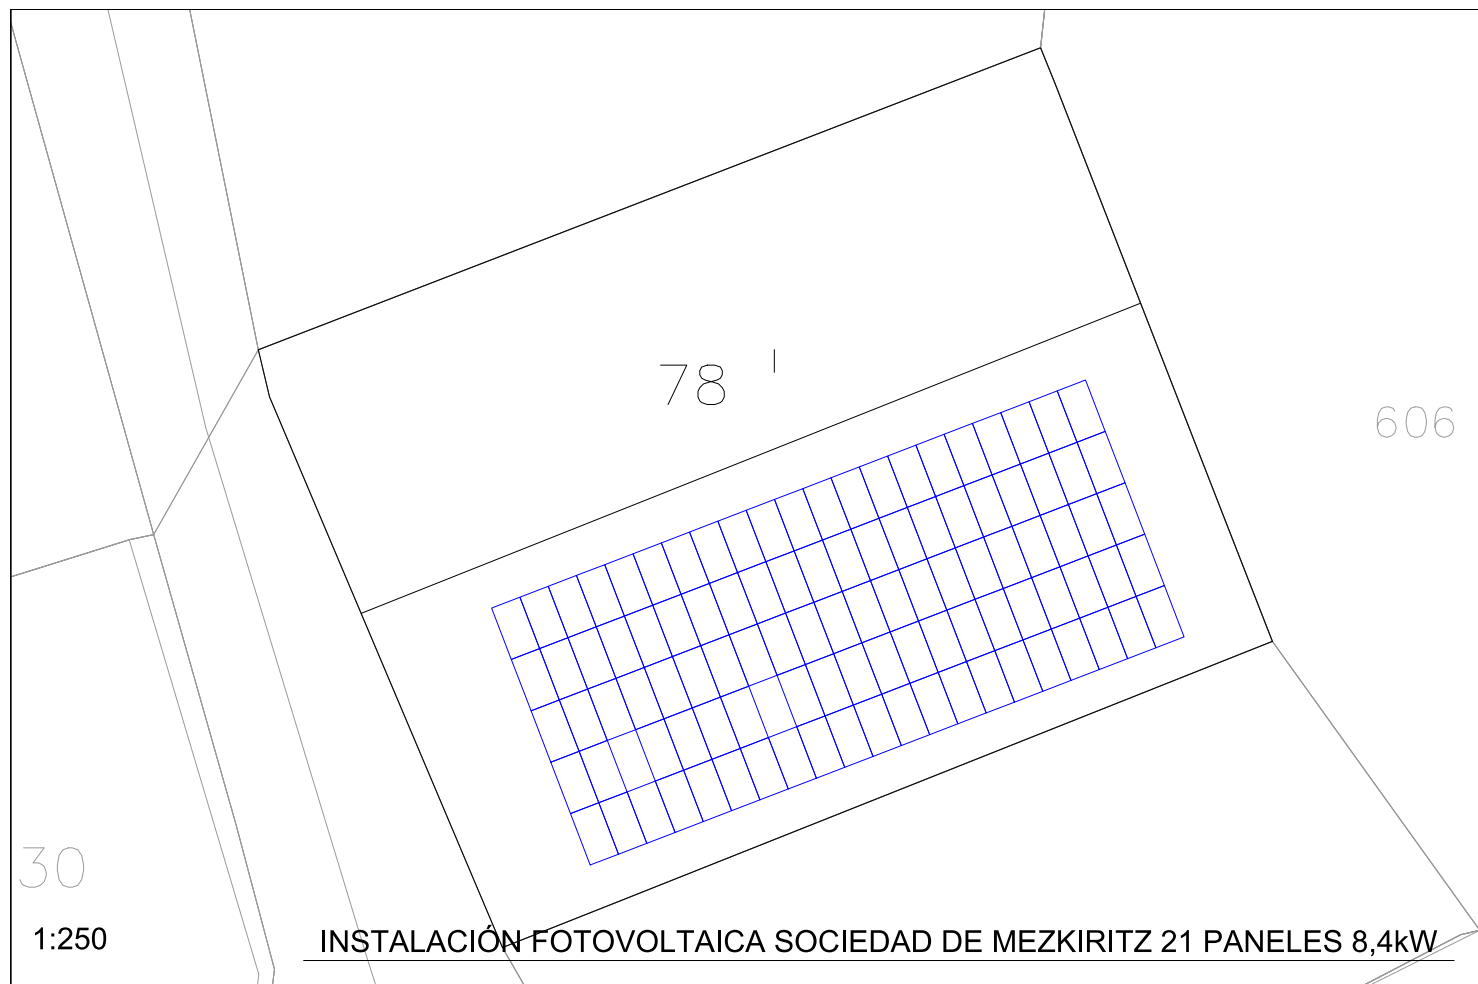 78
606
30
1:250
INSTALACIÓN FOTOVOLTAICA SOCIEDAD DE MEZKIRITZ 21 PANELES 8,4kW